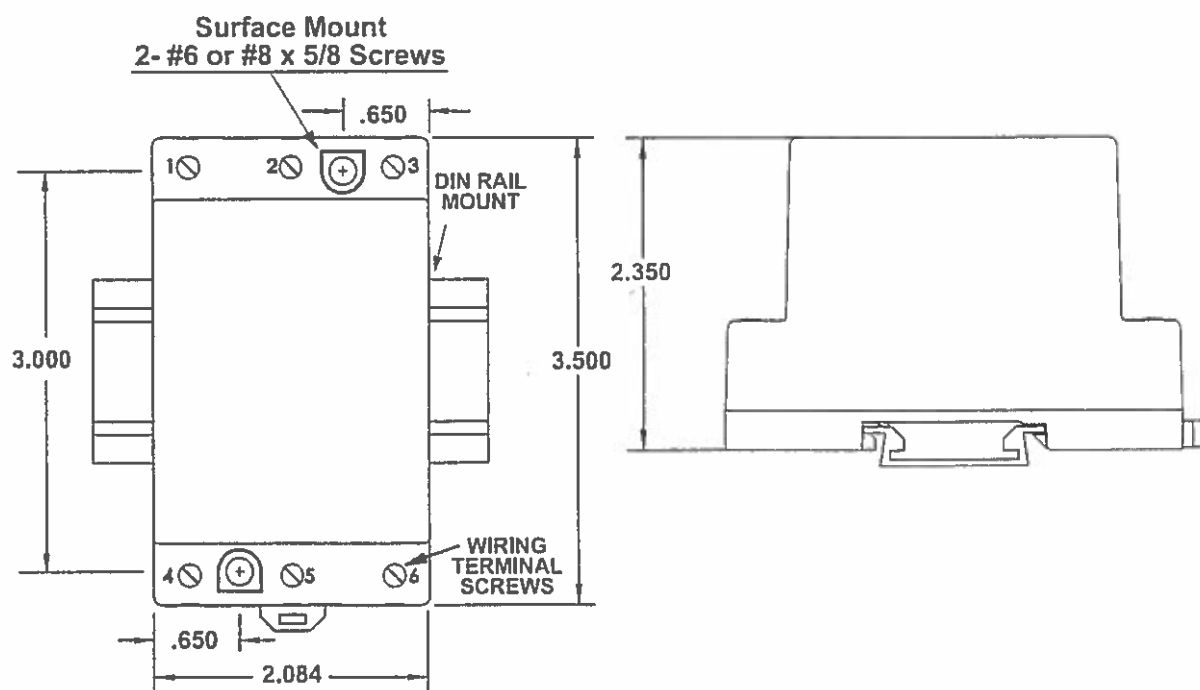 Surface Mount
2- #6 or #8 x 5/8 Screws
.650
1
2
3
DIN RAIL
MOUNT
2.350
3.000
3.500
WIRING
TERMINAL
SCREWS
4
5
6
.650
2.084